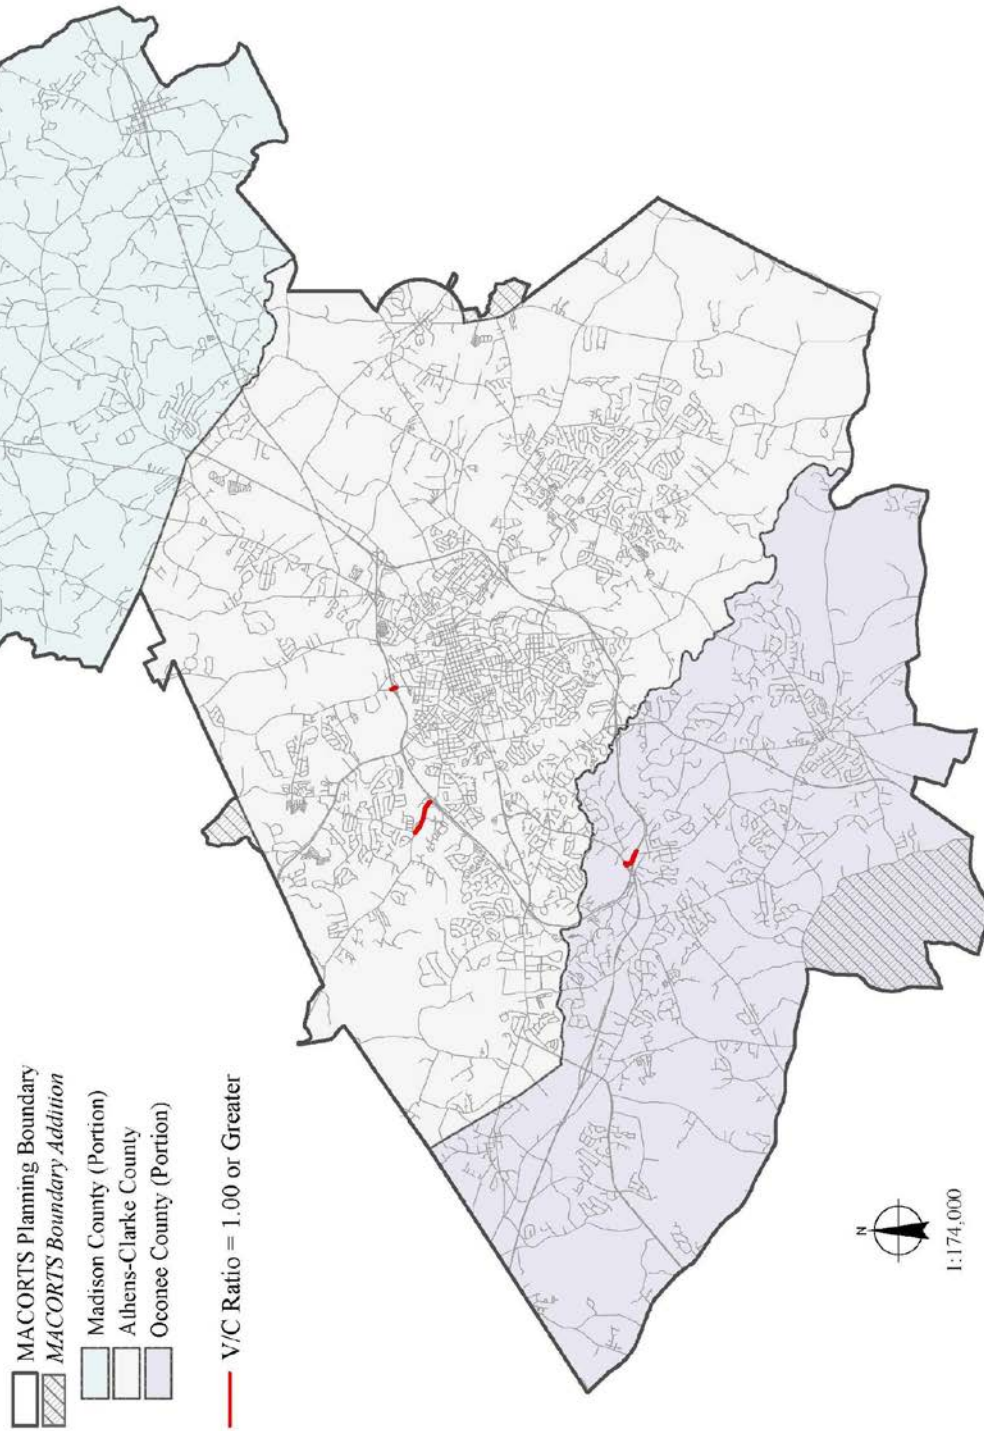 MACORTS Planning Boundary
MACORTS Boundary Addition
Madison County (Portion)
Athens-Clarke County
Oconee County (Portion)
V/C Ratio = 1.00 or Greater
N
1:174,000